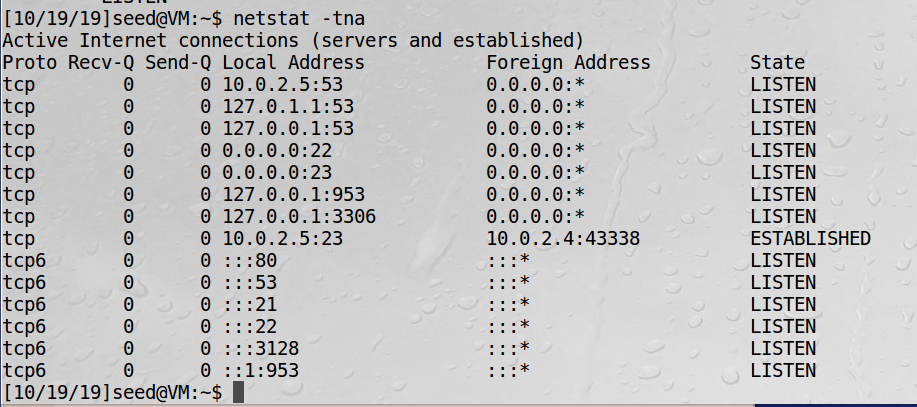 LISTEN
[10/19/19]seed@VM:~$ netstat -tna
Active Internet connections (servers and established)
Proto Recv-Q Send-Q Local Address           Foreign Address         State
tcp        0      0 10.0.2.5:53             0.0.0.0:*               LISTEN
tcp        0      0 127.0.1.1:53            0.0.0.0:*               LISTEN
tcp        0      0 127.0.0.1:53            0.0.0.0:*               LISTEN
tcp        0      0 0.0.0.0:22              0.0.0.0:*               LISTEN
tcp        0      0 0.0.0.0:23              0.0.0.0:*               LISTEN
tcp        0      0 127.0.0.1:953           0.0.0.0:*               LISTEN
tcp        0      0 127.0.0.1:3306          0.0.0.0:*               LISTEN
tcp        0      0 10.0.2.5:23             10.0.2.4:43338          ESTABLISHED
tcp6       0      0 :::80                   :::*                    LISTEN
tcp6       0      0 :::53                   :::*                    LISTEN
tcp6       0      0 :::21                   :::*                    LISTEN
tcp6       0      0 :::22                   :::*                    LISTEN
tcp6       0      0 :::3128                 :::*                    LISTEN
tcp6       0      0 ::1:953                 :::*                    LISTEN
[10/19/19]seed@VM:~$